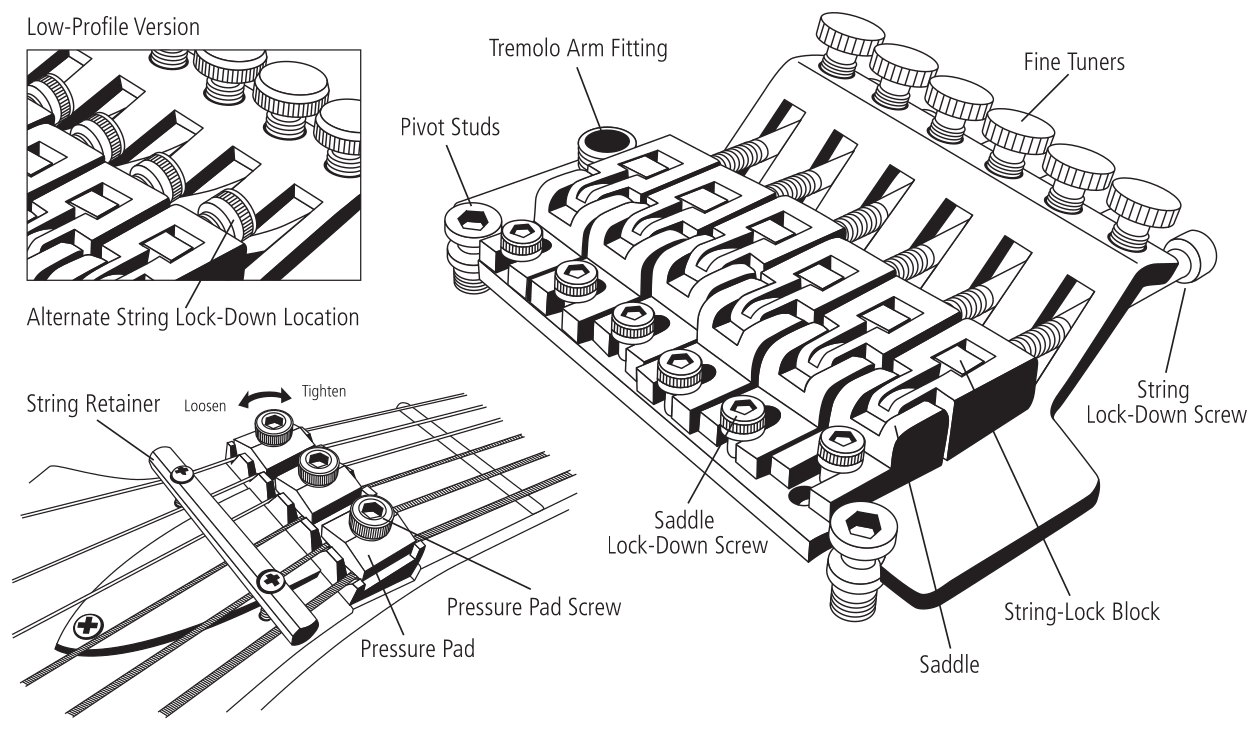 Low-Profile Version
Alternate String Lock-Down Location
Tremolo Arm Fitting
Pivot Studs
Fine Tuners
String
Lock-Down Screw
Saddle
Lock-Down Screw
String-Lock Block
Saddle
String Retainer
Loosen
Tighten
Pressure Pad Screw
Pressure Pad